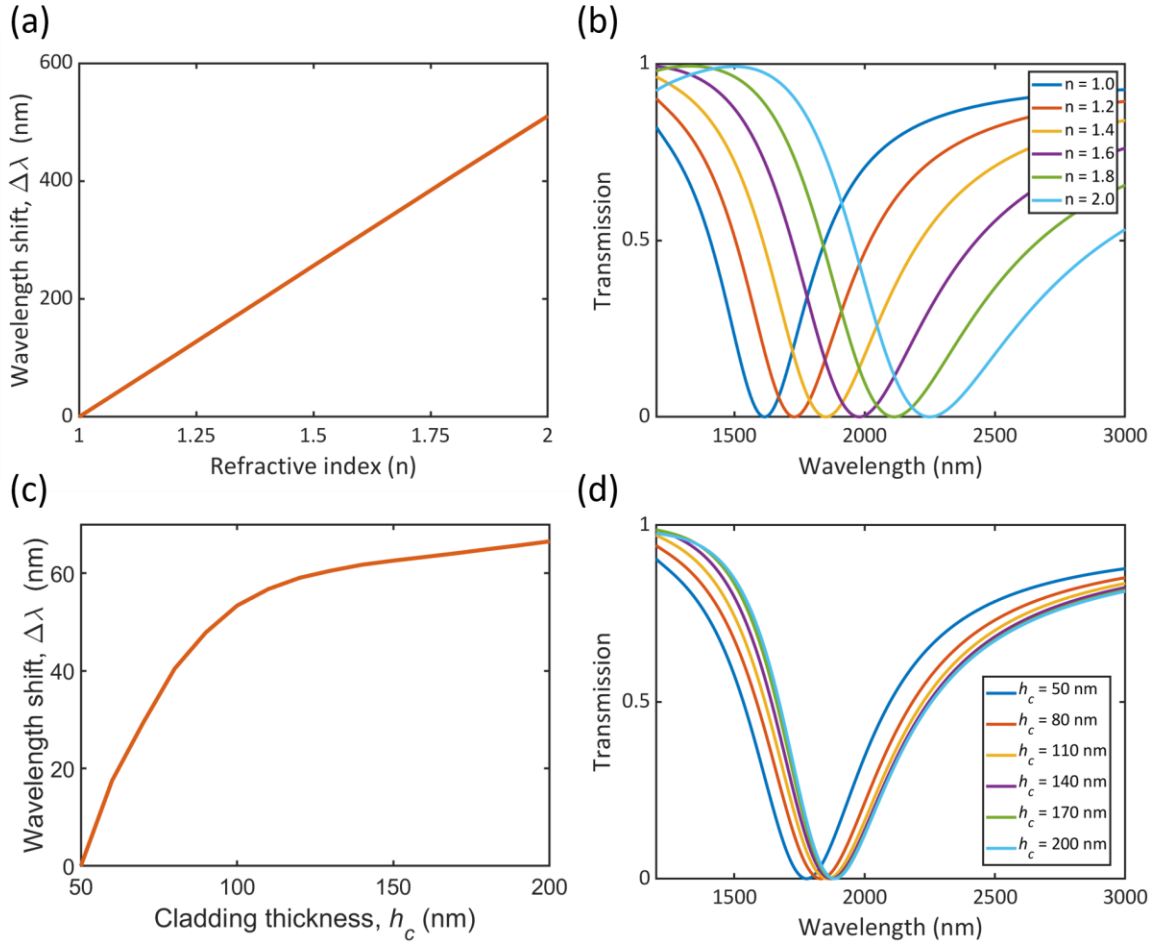 (a)
600
400
200
0
Wavelength shift, Δλ (nm)
1 1.25 1.5 1.75 2
Refractive index (n)
(b)
1
0.5
0
Transmission
n = 1.0
n = 1.2
n = 1.4
n = 1.6
n = 1.8
n = 2.0
1500 2000 2500 3000
Wavelength (nm)
(c)
60
40
20
0
Wavelength shift, Δλ (nm)
50 100 150 200
Cladding thickness, h_c (nm)
(d)
1
0.5
0
Transmission
h_c = 50 nm
h_c = 80 nm
h_c = 110 nm
h_c = 140 nm
h_c = 170 nm
h_c = 200 nm
1500 2000 2500 3000
Wavelength (nm)